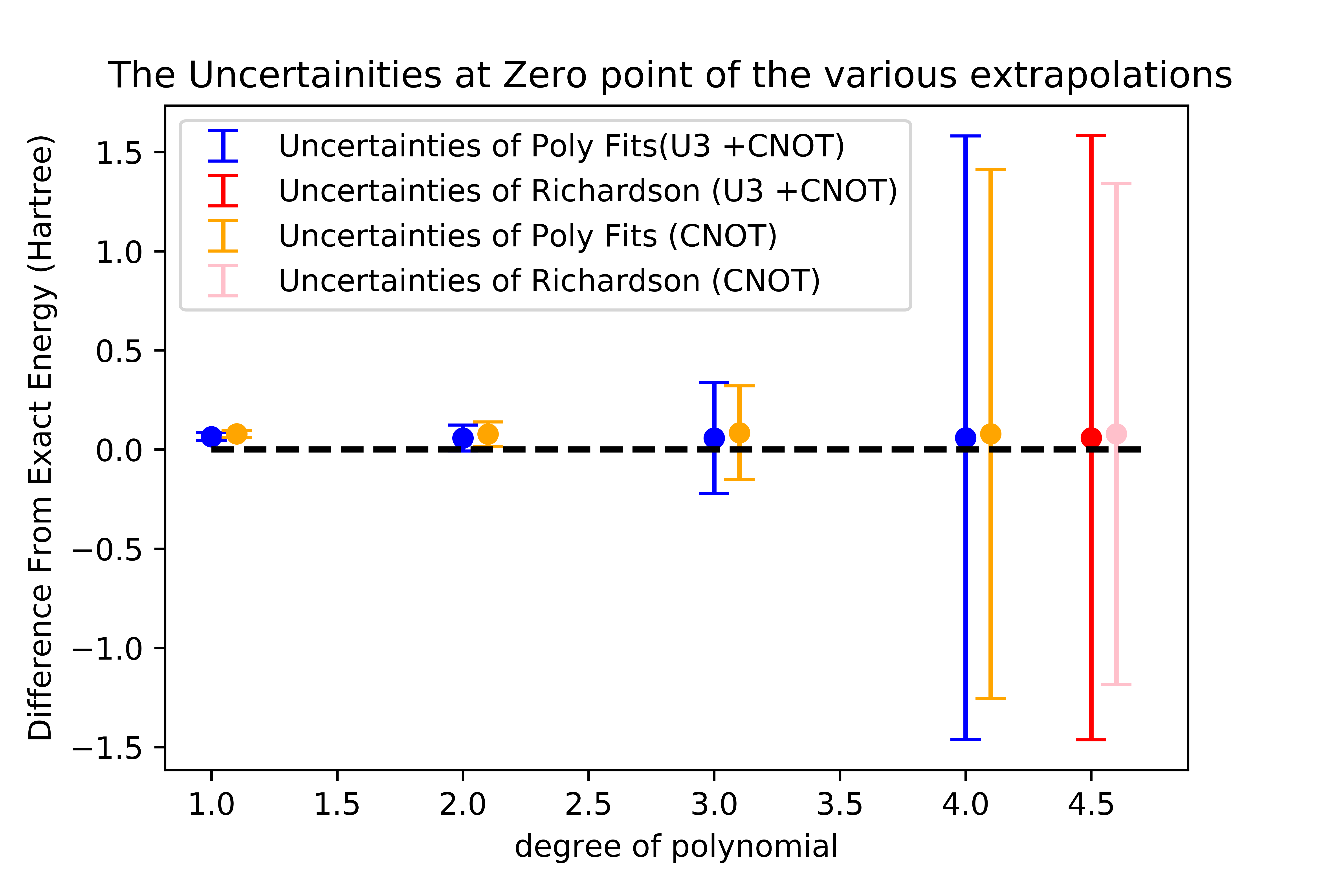 The Uncertainities at Zero point of the various extrapolations
Uncertainties of Poly Fits(U3 +CNOT)
Uncertainties of Richardson (U3 +CNOT)
Uncertainties of Poly Fits (CNOT)
Uncertainties of Richardson (CNOT)
Difference From Exact Energy (Hartree)
1.5
1.0
0.5
0.0
−0.5
−1.0
−1.5
1.0 1.5 2.0 2.5 3.0 3.5 4.0 4.5
degree of polynomial